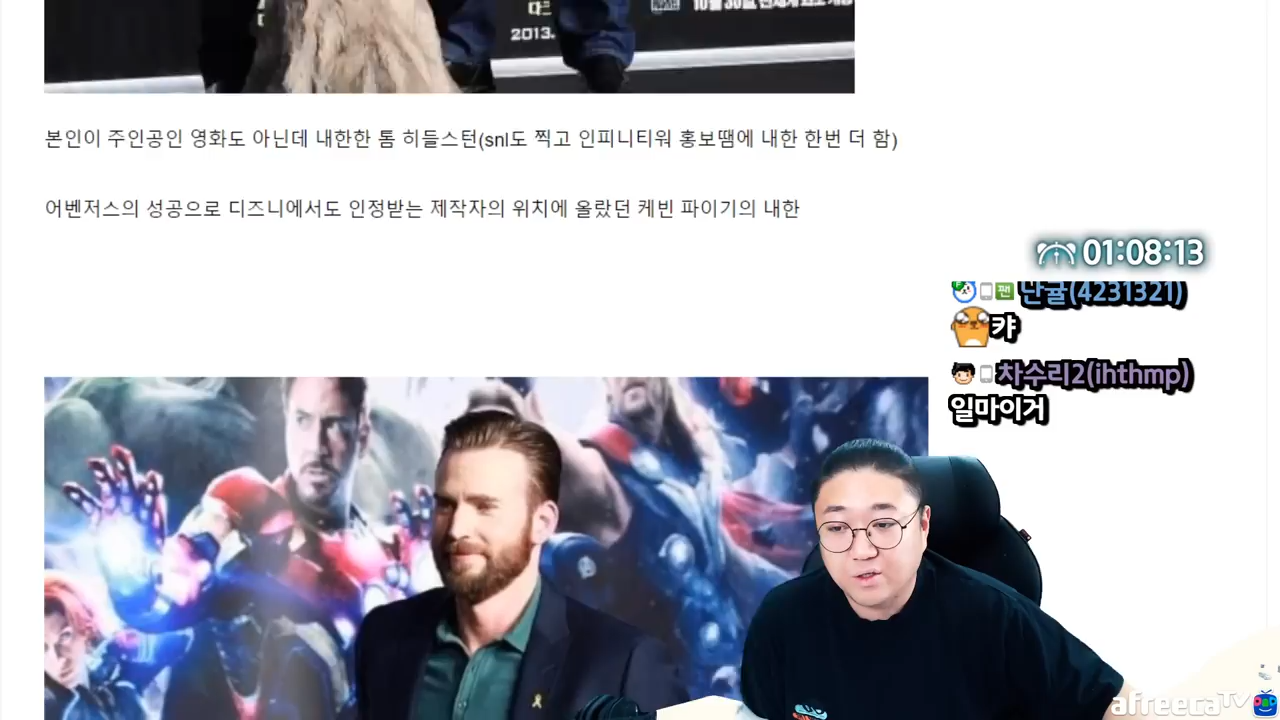 2013.
본인이 주인공인 영화도 아닌데 내한한 톰 히들스턴(snl도 찍고 인피니티워 홍보땜에 내한 한번 더 함)
어벤저스의 성공으로 디즈니에서도 인정받는 제작자의 위치에 올랐던 케빈 파이기의 내한
01:08:13
팬 난귤(4231321)
캬
차수리2(ihthmp)
일마이거
afreecaTV